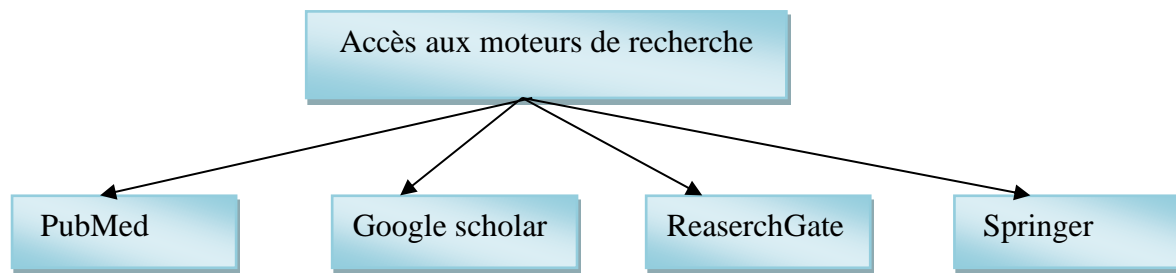 Accès aux moteurs de recherche
PubMed
Google scholar
ReaserchGate
Springer